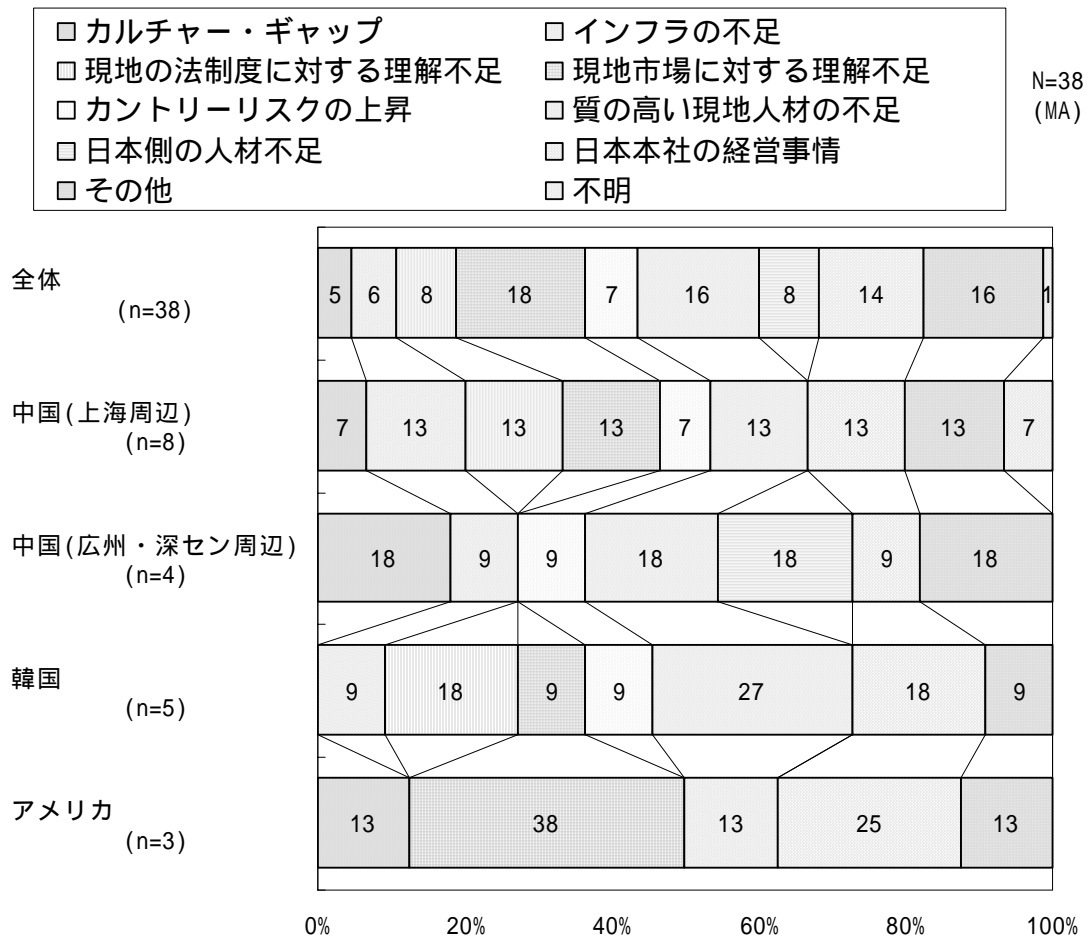 カルチャー・ギャップ インフラの不足
現地の法制度に対する理解不足 現地市場に対する理解不足
カントリーリスクの上昇 質の高い現地人材の不足
日本側の人材不足 日本本社の経営事情
その他 不明
N=38
(MA)
全体
(n=38)
5 6 8 18 7 16 8 14 16 1
中国(上海周辺)
(n=8)
7 13 13 13 7 13 13 13 7
中国(広州・深セン周辺)
(n=4)
18 9 9 18 18 9 18
韓国
(n=5)
9 18 9 9 27 18 9
アメリカ
(n=3)
13 38 13 25 13
0% 20% 40% 60% 80% 100%